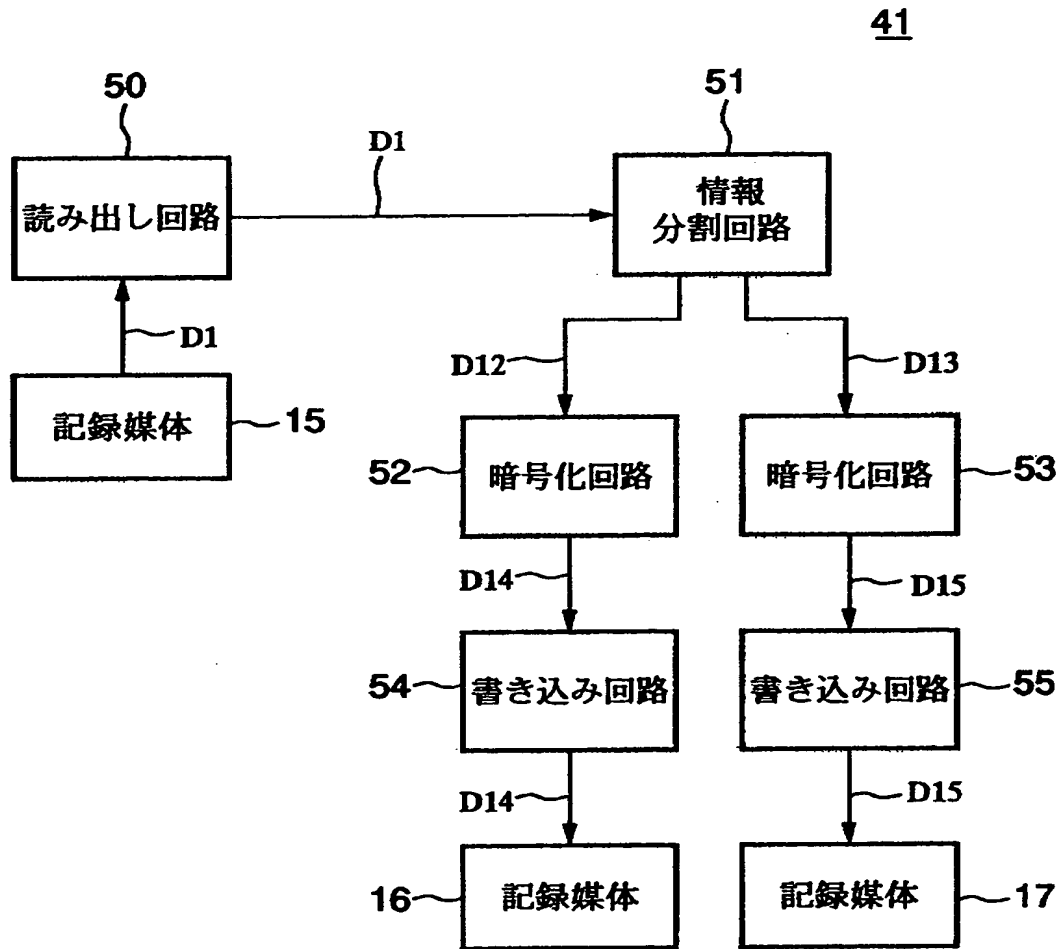 41
50
51
D1
読み出し回路
情報
分割回路
D1
D12
D13
記録媒体
15
52
暗号化回路
暗号化回路
53
D14
D15
54
書き込み回路
書き込み回路
55
D14
D15
16
記録媒体
記録媒体
17